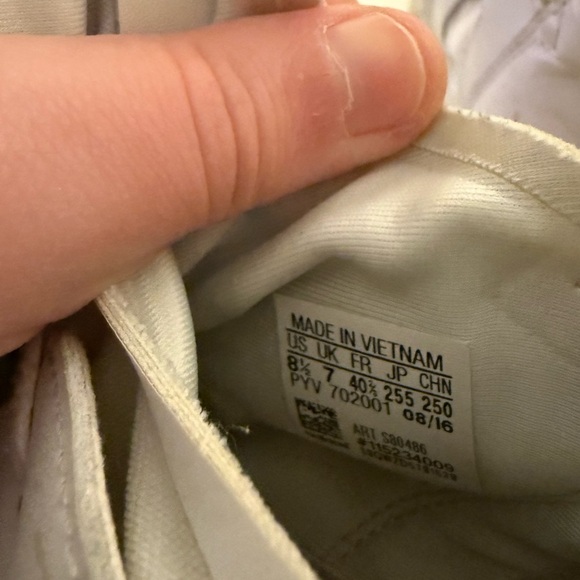 MADE IN VIETNAM
US UK FR JP CHN
8½ 7 40⅔ 255 250
PYV 702001 08/16
ART S80486
#115234009